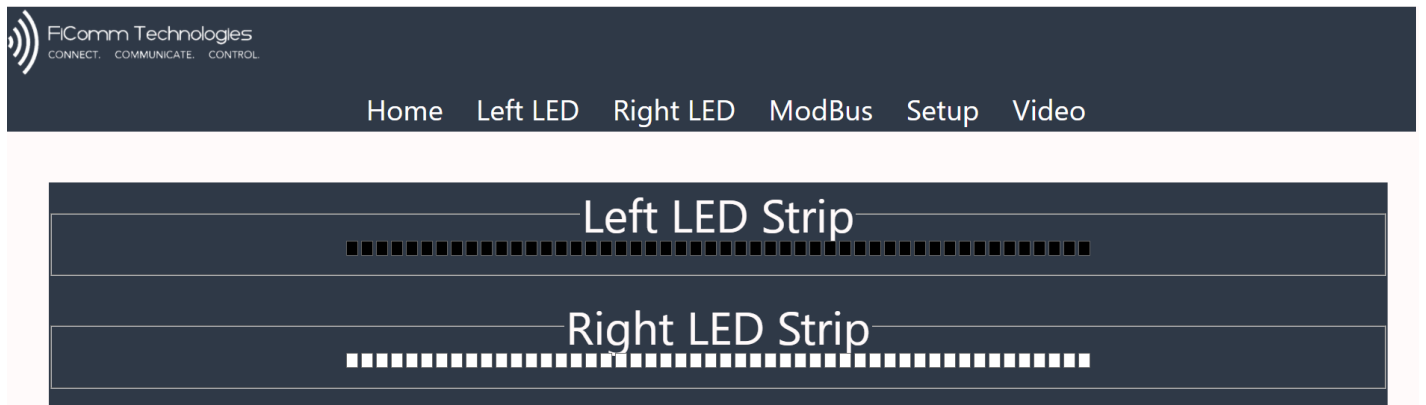 FiComm Technologies
CONNECT. COMMUNICATE. CONTROL.
Home Left LED Right LED ModBus Setup Video
Left LED Strip
Right LED Strip